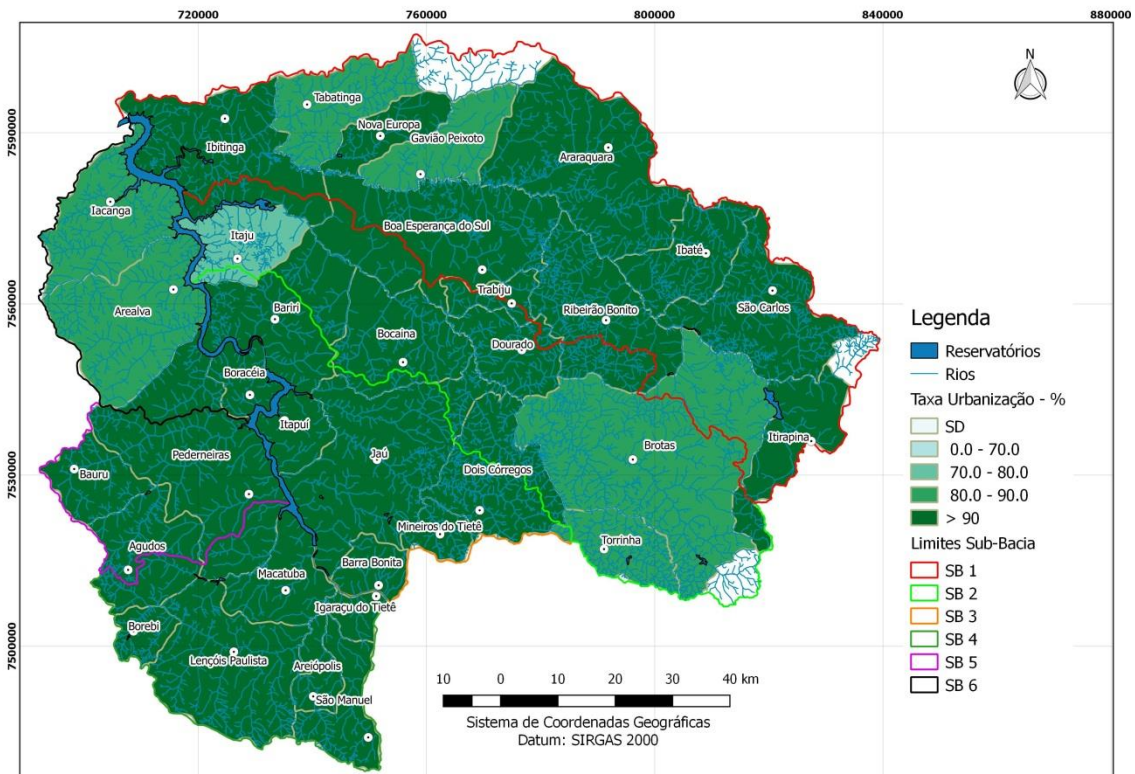 720000
760000
800000
840000
880000
N
7590000
7560000
7530000
7500000
Tabatinga
Nova Europa
Ibitinga
Gavião Peixoto
Araraquara
Iacanga
Boa Esperança do Sul
Itaju
Ibaté
Trabiju
São Carlos
Arealva
Bariri
Ribeirão Bonito
Bocaina
Dourado
Boracéia
Itapuí
Itirapina
Brotas
Pederneiras
Jaú
Bauru
Dois Córregos
Mineiros do Tietê
Torrinha
Agudos
Barra Bonita
Macatuba
Igaraçu do Tietê
Borebi
Lençóis Paulista
Areiópolis
São Manuel
Legenda
Reservatórios
Rios
Taxa Urbanização - %
SD
0.0 - 70.0
70.0 - 80.0
80.0 - 90.0
> 90
Limites Sub-Bacia
SB 1
SB 2
SB 3
SB 4
SB 5
SB 6
10 0 10 20 30 40 km
Sistema de Coordenadas Geográficas
Datum: SIRGAS 2000